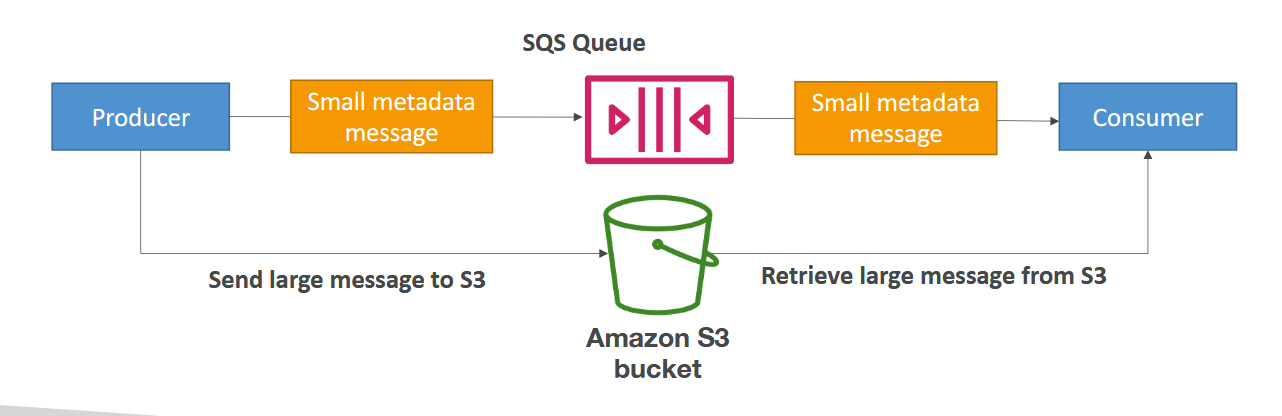 SQS Queue
Producer
Small metadata
message
Small metadata
message
Consumer
Send large message to S3
Retrieve large message from S3
Amazon S3
bucket